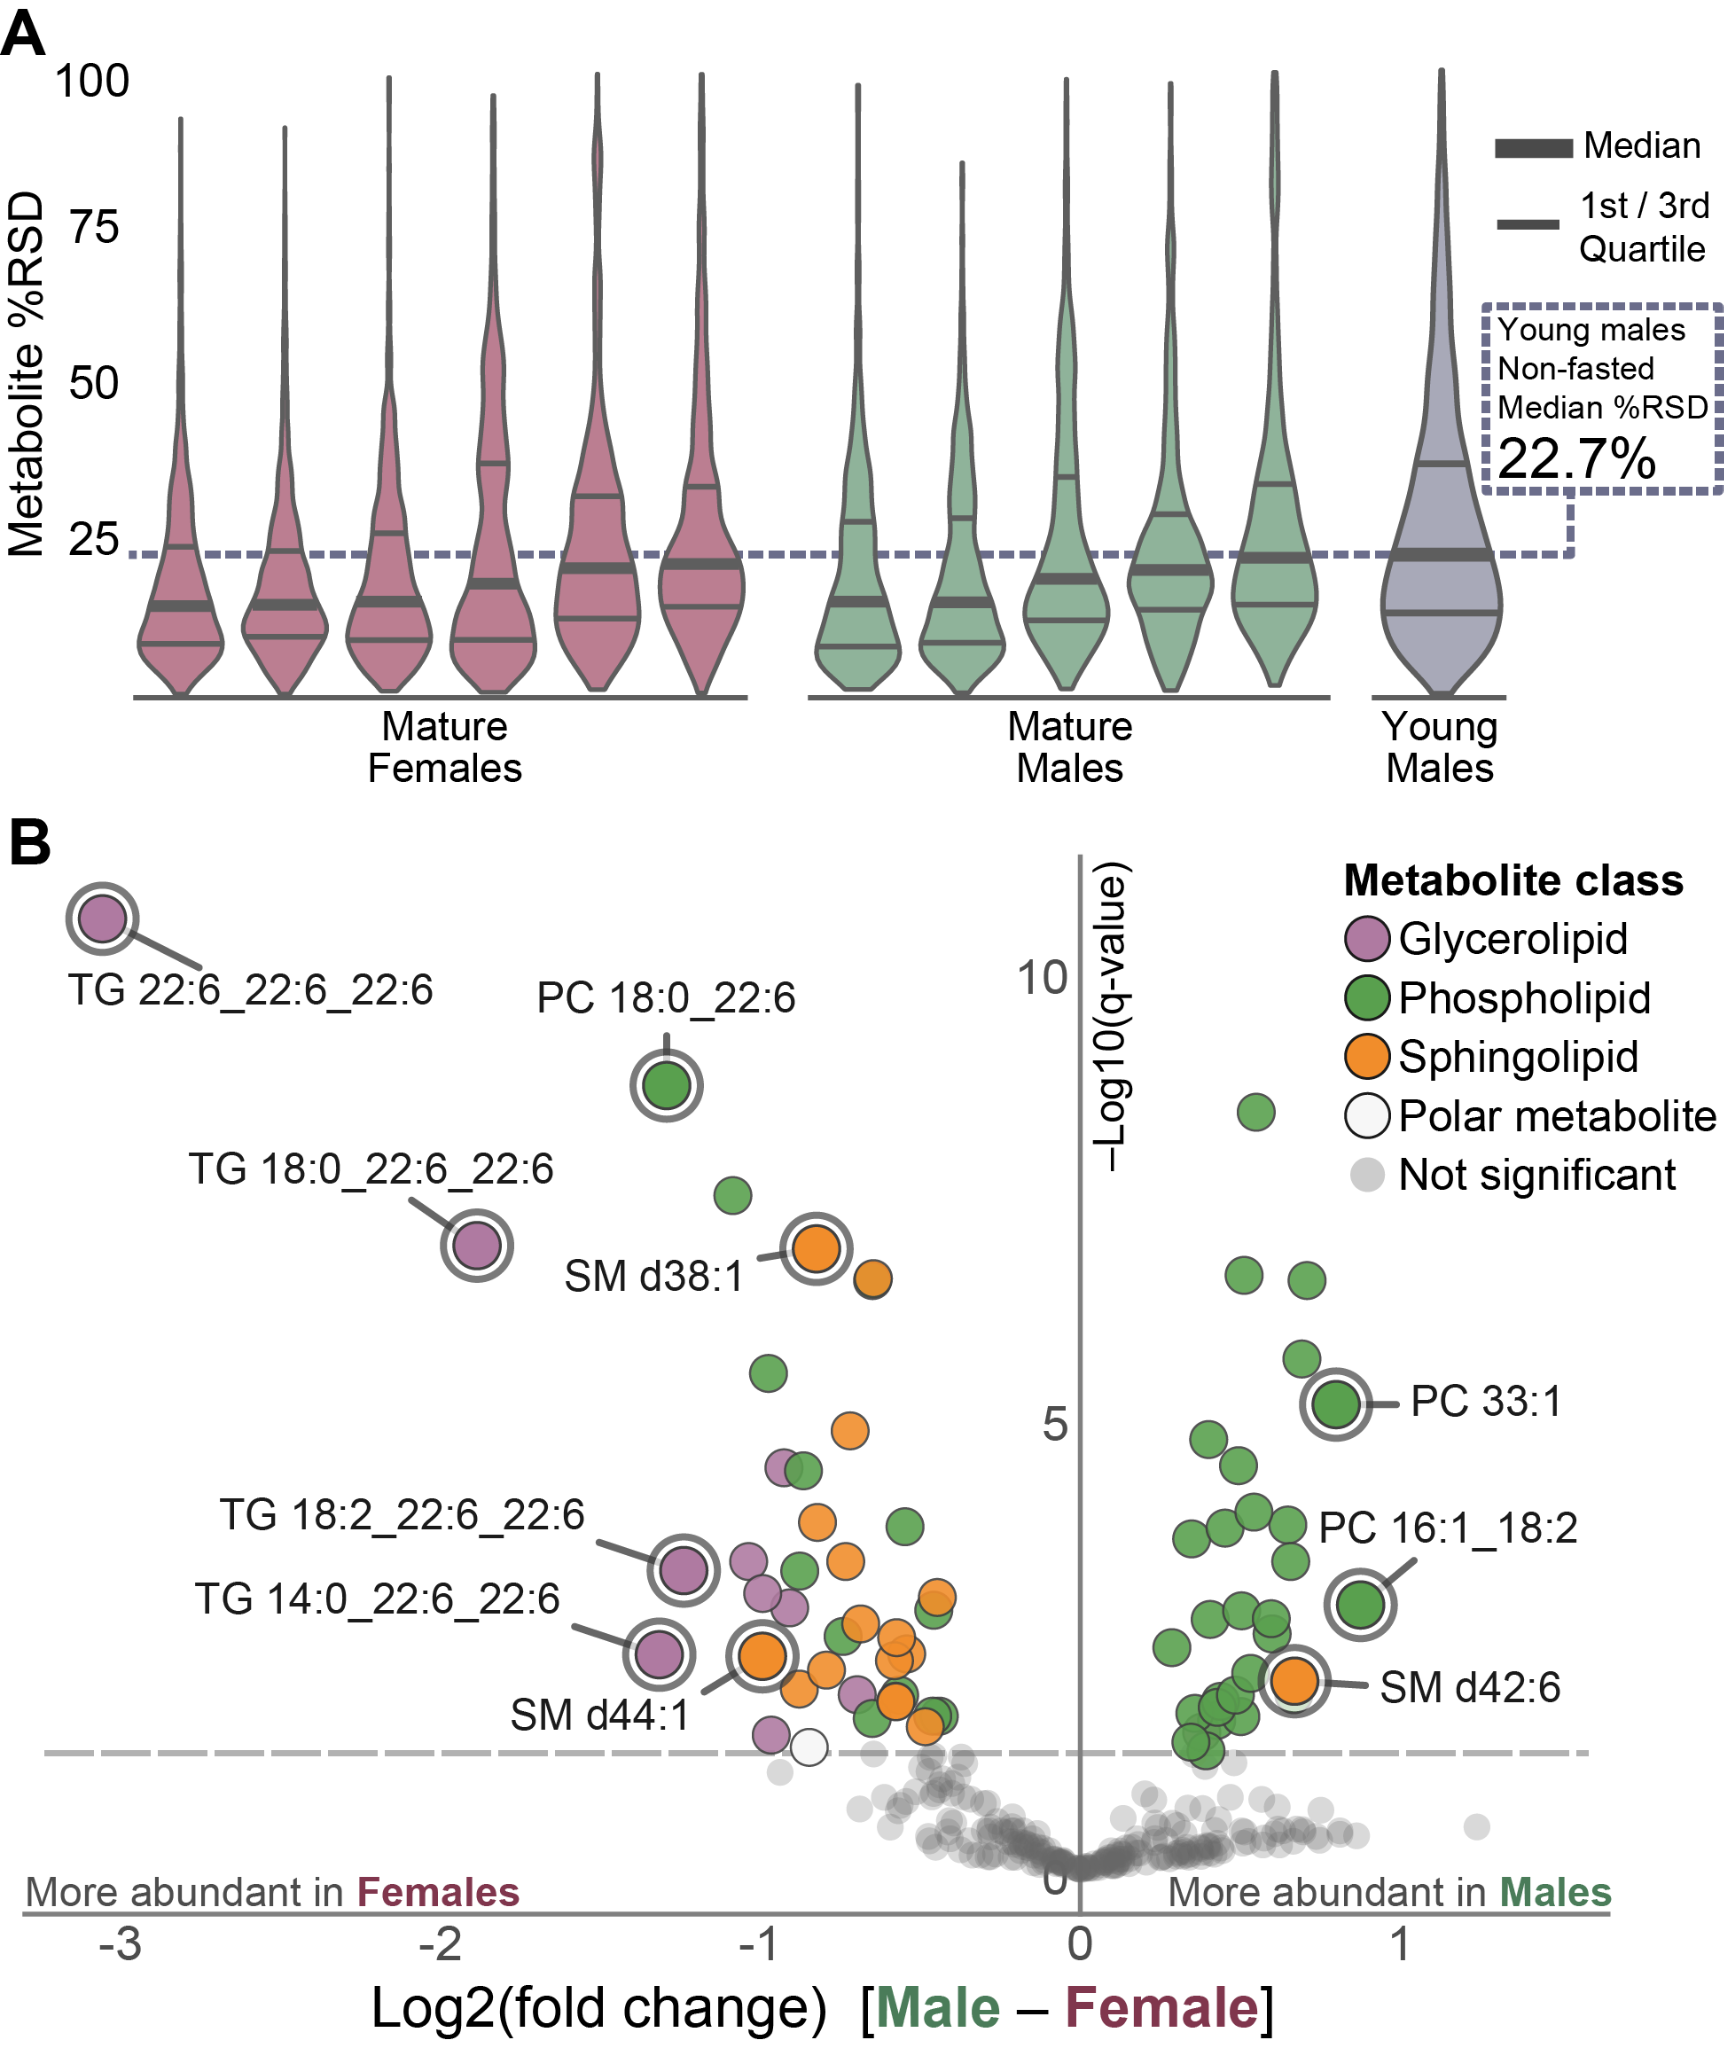 A
100
75
50
25
Metabolite %RSD
Median
1st / 3rd
Quartile
Young males
Non-fasted
Median %RSD
22.7%
Mature
Females
Mature
Males
Young
Males
B
TG 22:6_22:6_22:6
PC 18:0_22:6
TG 18:0_22:6_22:6
SM d38:1
TG 18:2_22:6_22:6
TG 14:0_22:6_22:6
SM d44:1
10
5
0
–Log10(q-value)
Metabolite class
Glycerolipid
Phospholipid
Sphingolipid
Polar metabolite
Not significant
PC 33:1
PC 16:1_18:2
SM d42:6
More abundant in Females
More abundant in Males
-3
-2
-1
0
1
Log2(fold change) [Male – Female]